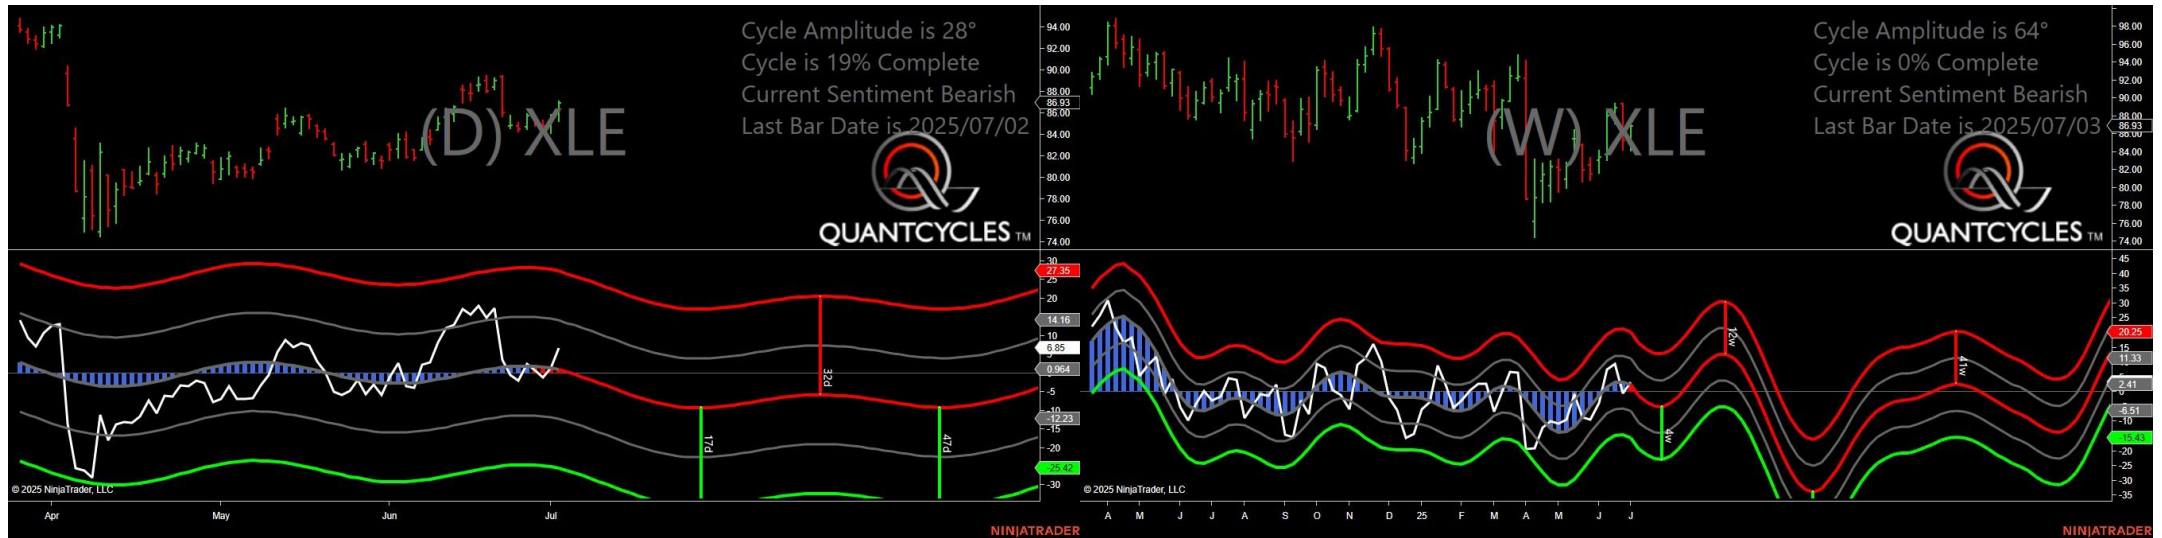 Cycle Amplitude is 28°
Cycle is 19% Complete
Current Sentiment Bearish
Last Bar Date is 2025/07/02
(D) XLE
QUANTCYCLES TM
94.00
92.00
90.00
88.00
86.93
86.00
84.00
82.00
80.00
78.00
76.00
74.00
30
27.35
25
20
14.16
10
6.85
0.964
-5
-10
-12.23
-15
-20
-25.42
-30
32d
17d
47d
© 2025 NinjaTrader, LLC
Apr May Jun Jul
NINJATRADER
Cycle Amplitude is 64°
Cycle is 0% Complete
Current Sentiment Bearish
Last Bar Date is 2025/07/03
(W) XLE
QUANTCYCLES TM
98.00
96.00
94.00
92.00
90.00
88.00
86.93
86.00
84.00
82.00
80.00
78.00
76.00
74.00
45
40
35
30
25
20.25
15
11.33
2.41
-6.51
-10
-15.43
-20
-25
-30
-35
12w
41w
4w
© 2025 NinjaTrader, LLC
A M J J A S O N D 25 F M A M J J
NINJATRADER